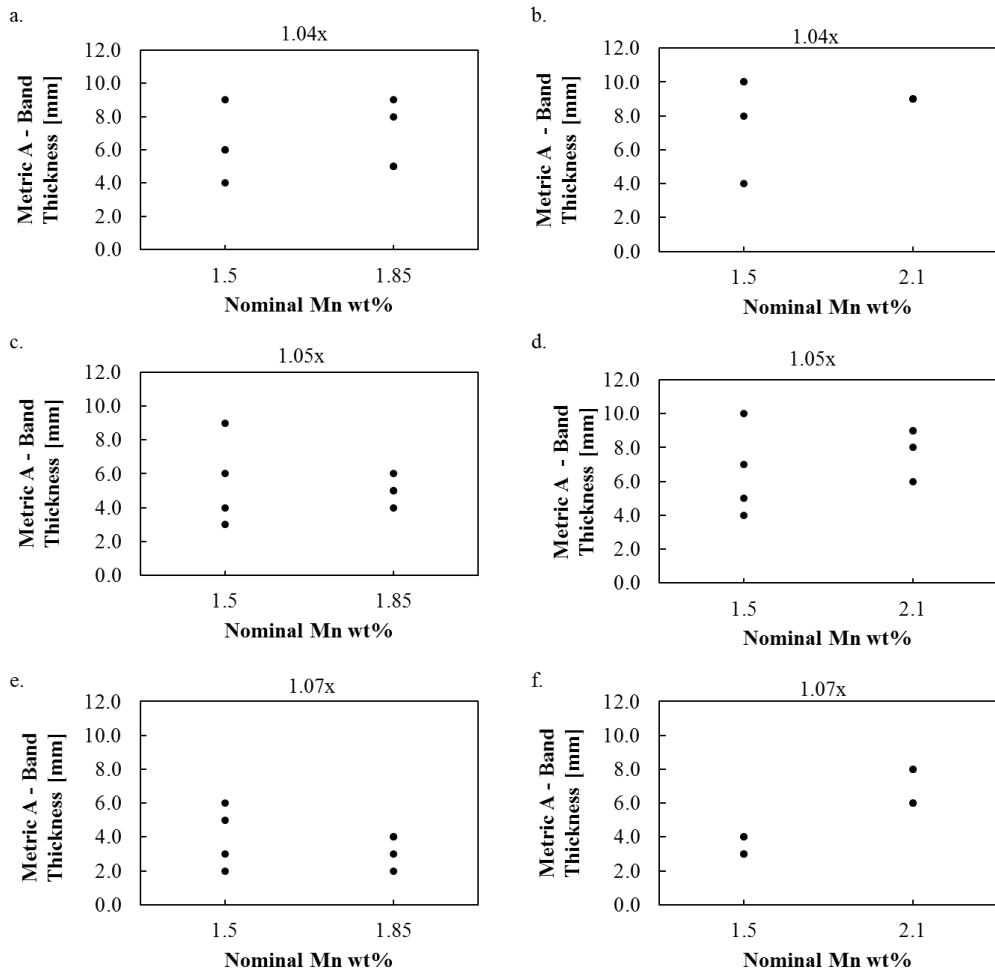 a.
1.04x
12.0
10.0
8.0
6.0
4.0
2.0
0.0
Metric A - Band
Thickness [mm]
1.5 1.85
Nominal Mn wt%
b.
1.04x
12.0
10.0
8.0
6.0
4.0
2.0
0.0
Metric A - Band
Thickness [mm]
1.5 2.1
Nominal Mn wt%
c.
1.05x
12.0
10.0
8.0
6.0
4.0
2.0
0.0
Metric A - Band
Thickness [mm]
1.5 1.85
Nominal Mn wt%
d.
1.05x
12.0
10.0
8.0
6.0
4.0
2.0
0.0
Metric A - Band
Thickness [mm]
1.5 2.1
Nominal Mn wt%
e.
1.07x
12.0
10.0
8.0
6.0
4.0
2.0
0.0
Metric A - Band
Thickness [mm]
1.5 1.85
Nominal Mn wt%
f.
1.07x
12.0
10.0
8.0
6.0
4.0
2.0
0.0
Metric A - Band
Thickness [mm]
1.5 2.1
Nominal Mn wt%